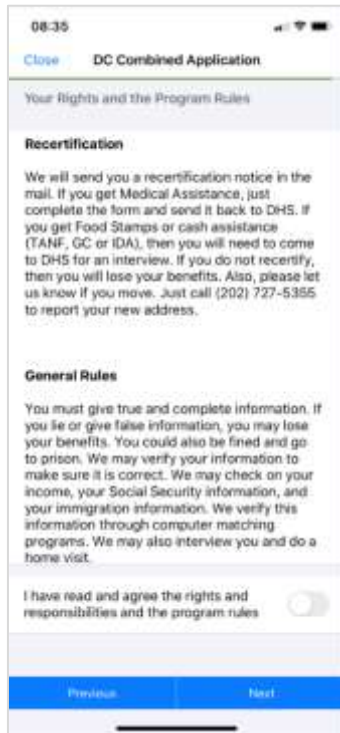 08:35
Close DC Combined Application
Your Rights and the Program Rules
Recertification
We will send you a recertification notice in the
mail. If you get Medical Assistance, just
complete the form and send it back to DHS. If
you get Food Stamps or cash assistance
(TANF, GC or IDA), then you will need to come
to DHS for an interview. If you do not recertify,
then you will lose your benefits. Also, please let
us know if you move. Just call (202) 727-5355
to report your new address.
General Rules
You must give true and complete information. If
you lie or give false information, you may lose
your benefits. You could also be fined and go
to prison. We may verify your information to
make sure it is correct. We may check on your
income, your Social Security information, and
your immigration information. We verify this
information through computer matching
programs. We may also interview you and do a
home visit.
I have read and agree the rights and
responsibilities and the program rules
Previous Next